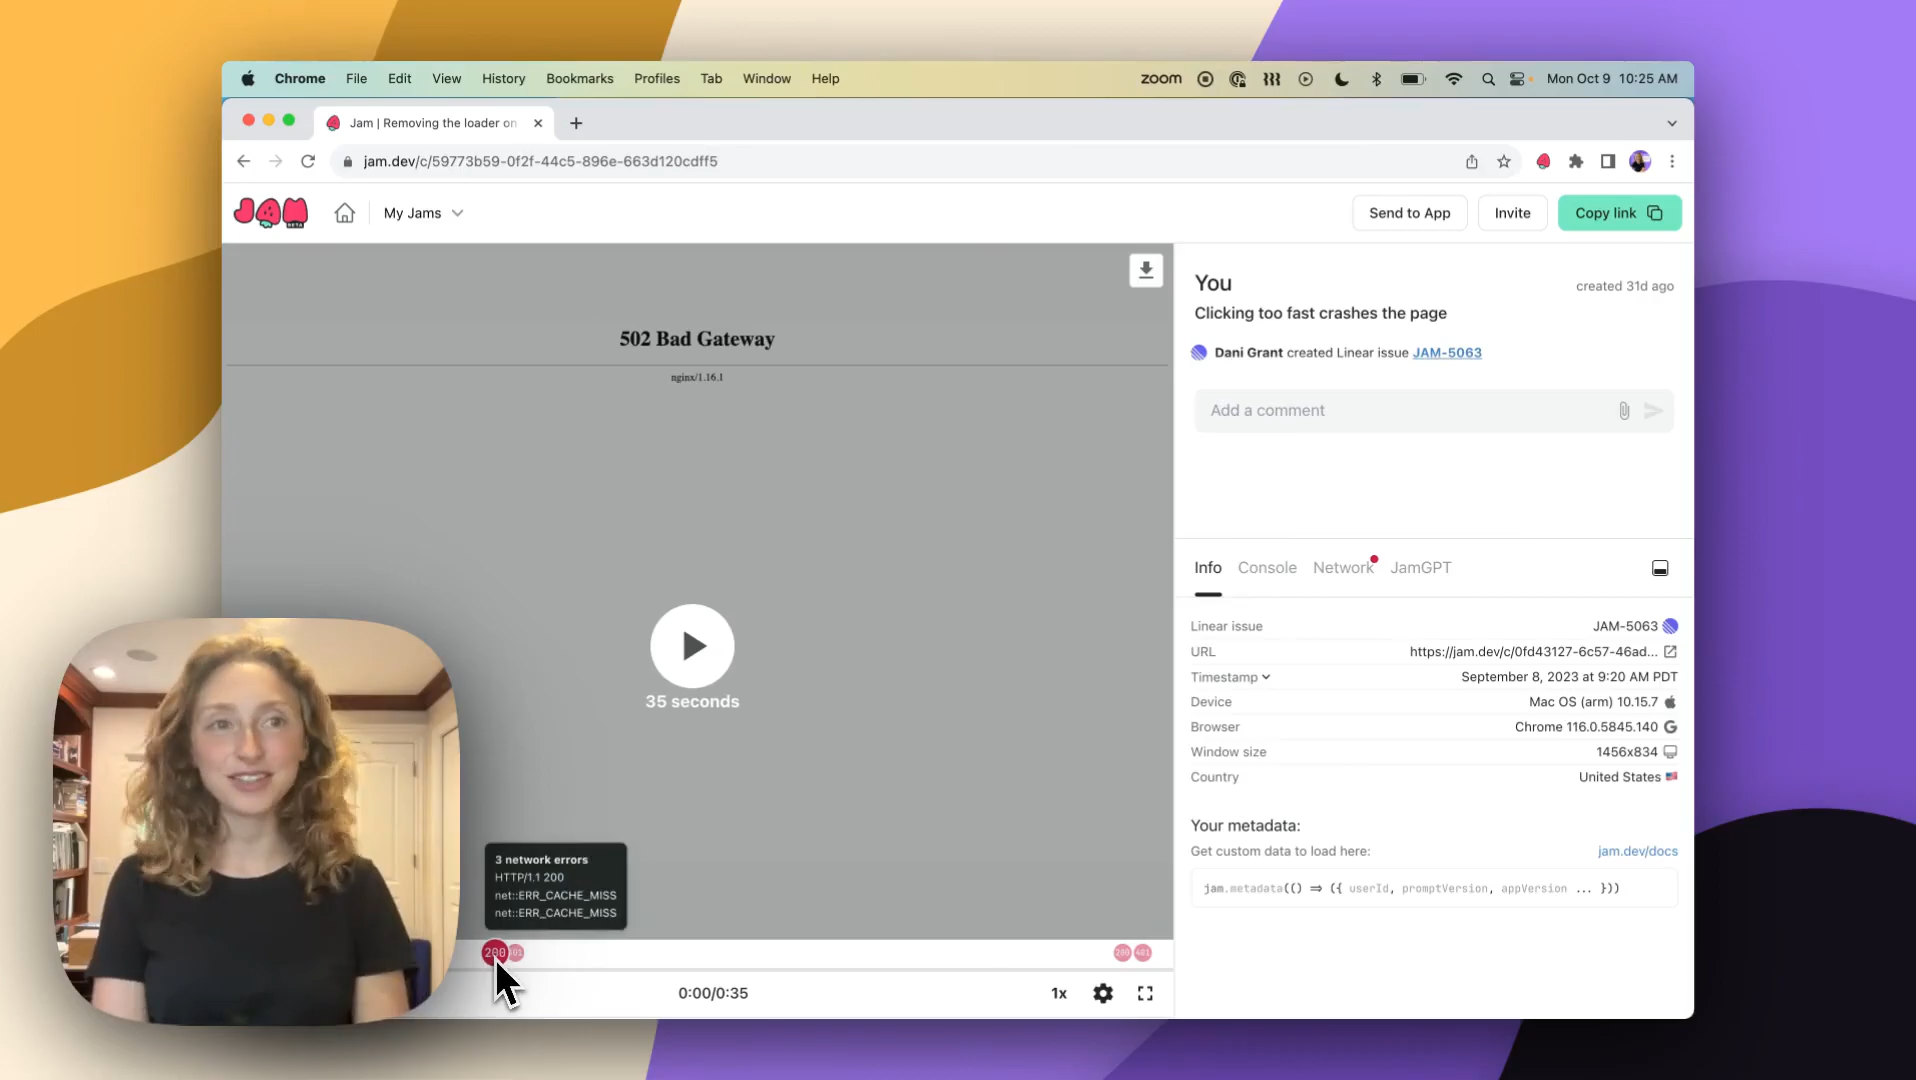 Chrome File Edit View History Bookmarks Profiles Tab Window Help
zoom Mon Oct 9 10:25 AM
Jam | Removing the loader on
jam.dev/c/59773b59-0f2f-44c5-896e-663d120cdff5
JAM BETA My Jams
Send to App Invite Copy link
502 Bad Gateway
nginx/1.16.1
35 seconds
3 network errors
HTTP/1.1 200
net::ERR_CACHE_MISS
net::ERR_CACHE_MISS
200 401 200 401
0:00/0:35 1x
You created 31d ago
Clicking too fast crashes the page
Dani Grant created Linear issue JAM-5063
Add a comment
Info Console Network JamGPT
Linear issue JAM-5063
URL https://jam.dev/c/0fd43127-6c57-46ad...
Timestamp September 8, 2023 at 9:20 AM PDT
Device Mac OS (arm) 10.15.7
Browser Chrome 116.0.5845.140
Window size 1456x834
Country United States
Your metadata:
Get custom data to load here: jam.dev/docs
jam.metadata(() => ({ userId, promptVersion, appVersion ... }))